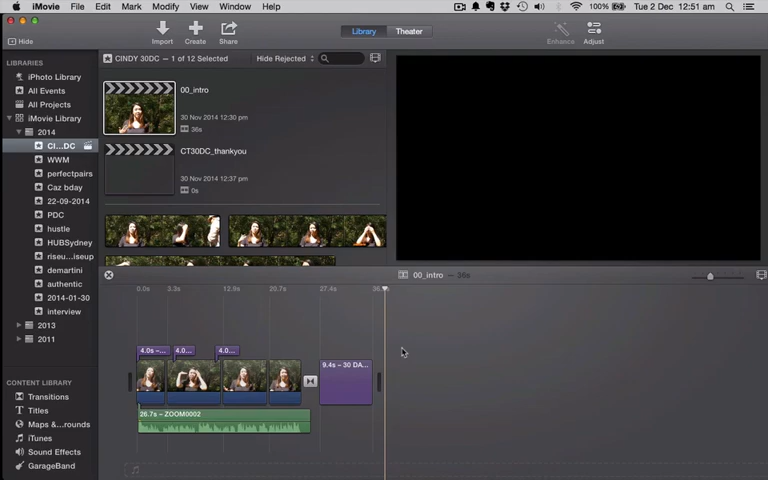 iMovie File Edit Mark Modify View Window Help 100% Tue 2 Dec 12:51 am
Hide Import Create Share Library Theater Enhance Adjust
LIBRARIES
iPhoto Library
All Events
All Projects
iMovie Library
2014
CI...DC
WWM
perfectpairs
Caz bday
22-09-2014
PDC
hustle
HUBSydney
riseu...iseup
demartini
authentic
2014-01-30
interview
2013
2011
CONTENT LIBRARY
Transitions
Titles
Maps &...rounds
iTunes
Sound Effects
GarageBand
CINDY 30DC — 1 of 12 Selected Hide Rejected
00_intro
30 Nov 2014 12:30 pm
36s
CT30DC_thankyou
30 Nov 2014 12:37 pm
0s
00_intro — 36s
0.0s 3.3s 12.9s 20.7s 27.4s
4.0s –... 4.0... 4.0...
9.4s – 30 DA...
26.7s – ZOOM0002